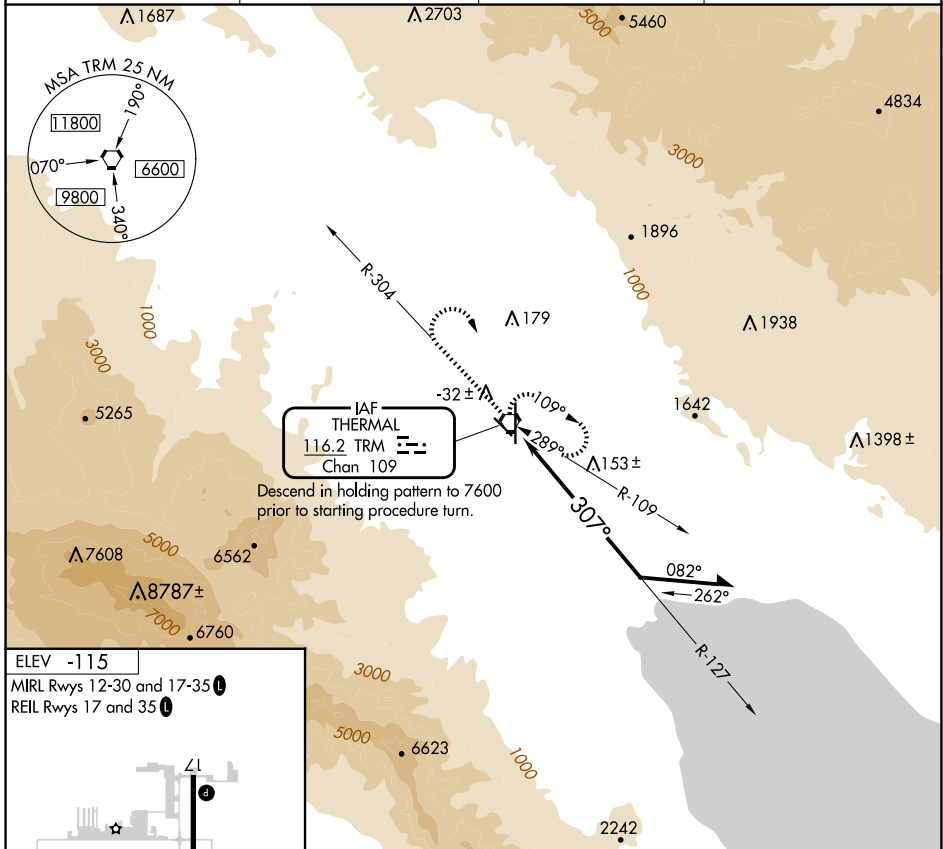 1687
2703
5000
5460
MSA TRM 25 NM
190°
11800
070°
6600
9800
340°
4834
3000
1896
1000
R-304
179
1938
1000
3000
5265
-32 ±
109°
289°
1642
1398 ±
153 ±
R-109
IAF
THERMAL
116.2 TRM
Chan 109
Descend in holding pattern to 7600
prior to starting procedure turn.
307°
082°
262°
R-127
5000
7608
6562
8787 ±
7000
6760
3000
5000
6623
1000
2242
ELEV -115
MIRL Rwys 12-30 and 17-35 L
REIL Rwys 17 and 35 L
17
P